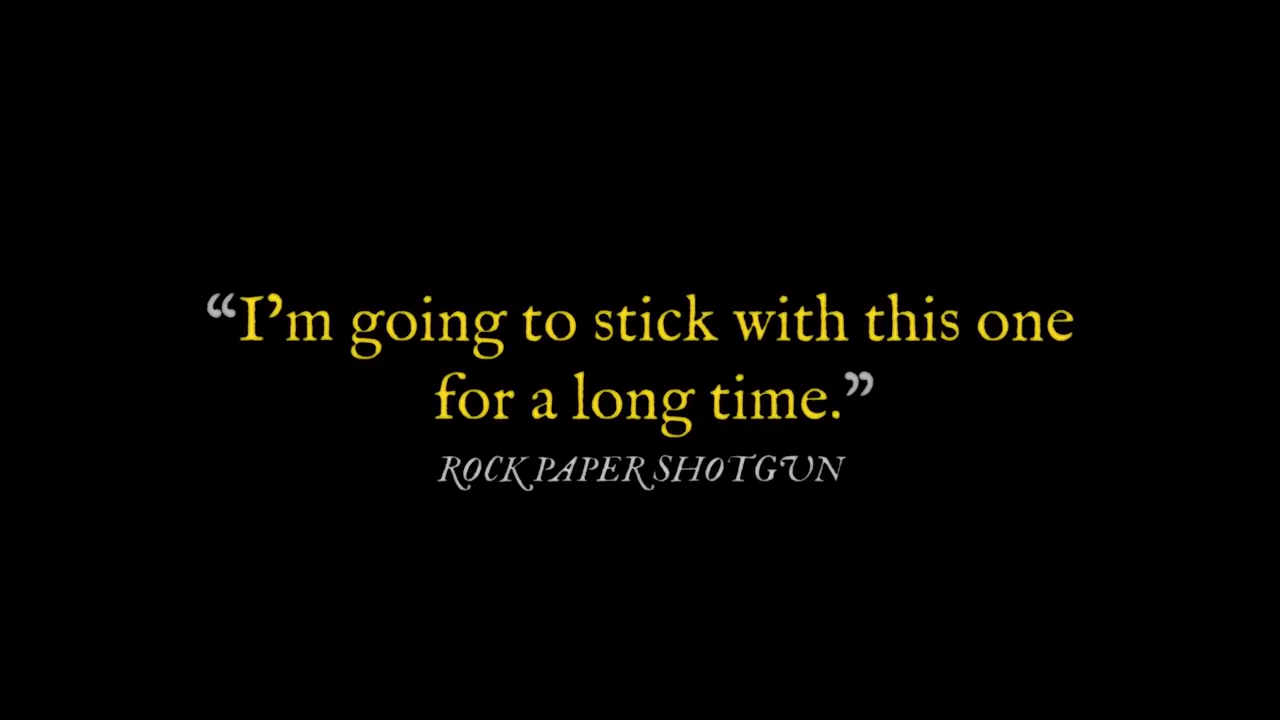 “I’m going to stick with this one
for a long time.”
ROCK PAPER SHOTGUN